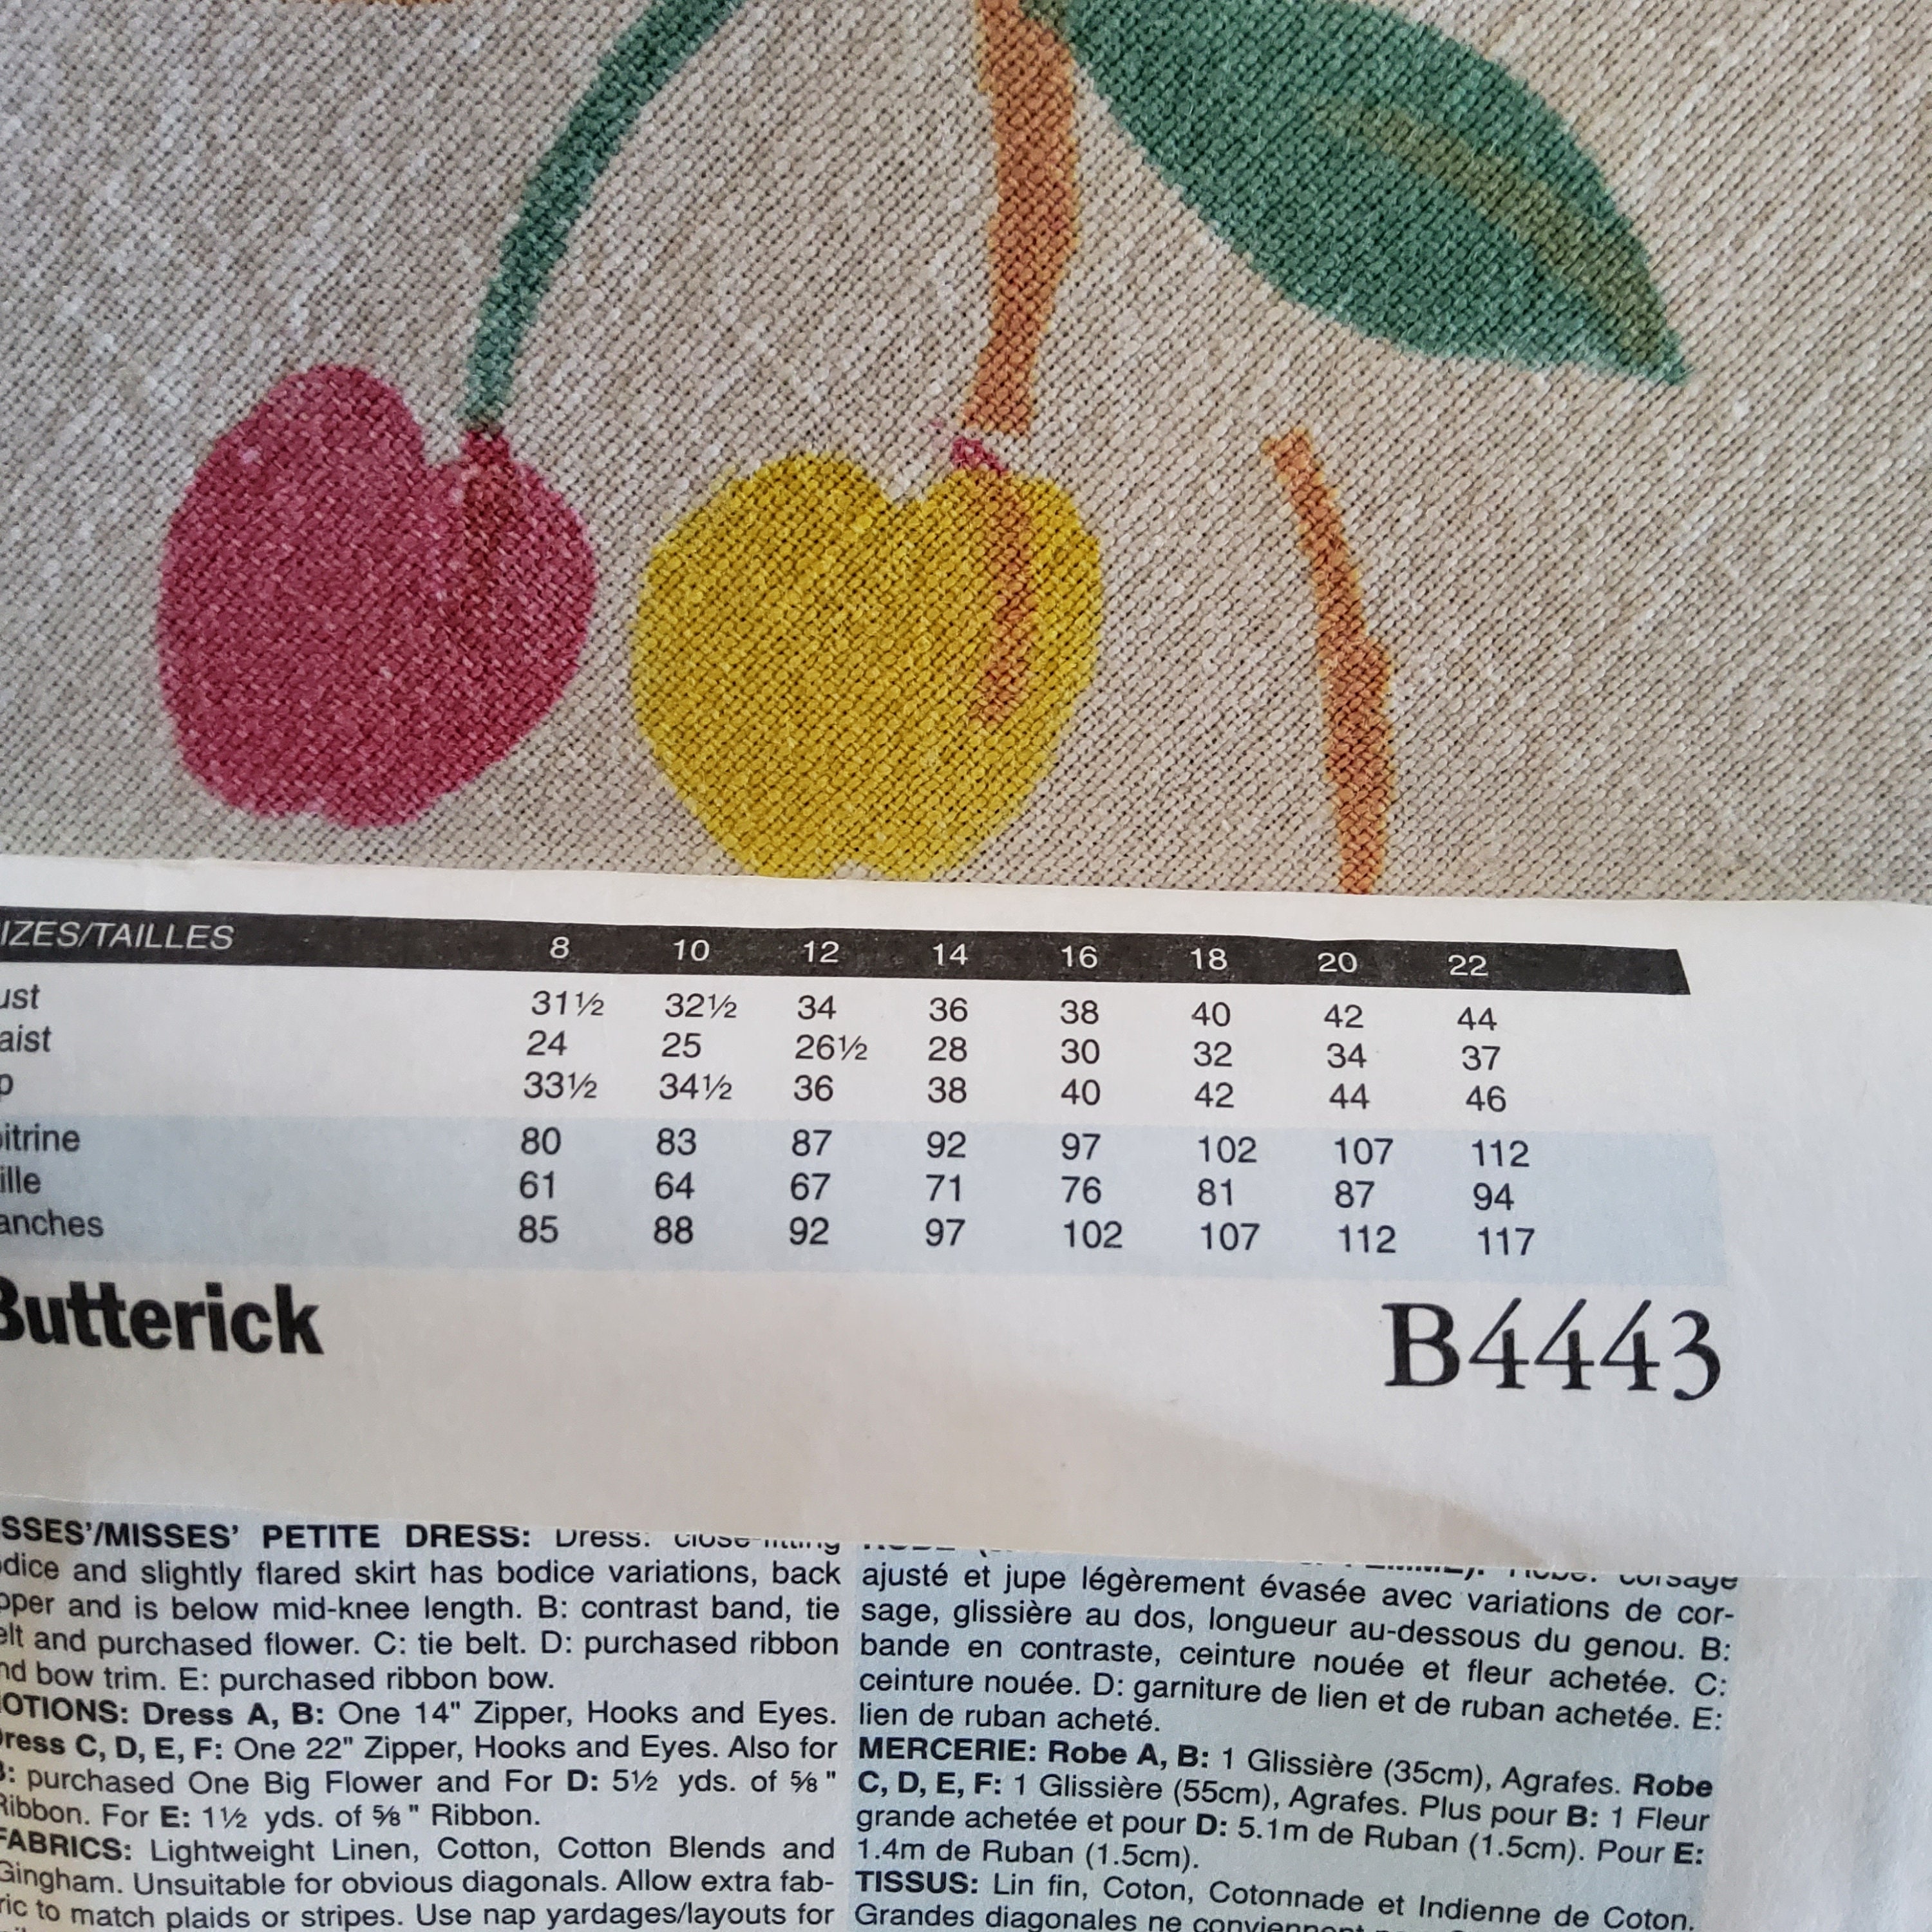 IZES/TAILLES 8 10 12 14 16 18 20 22
ust 31½ 32½ 34 36 38 40 42 44
aist 24 25 26½ 28 30 32 34 37
p 33½ 34½ 36 38 40 42 44 46
oitrine 80 83 87 92 97 102 107 112
ille 61 64 67 71 76 81 87 94
anches 85 88 92 97 102 107 112 117
Butterick B4443
SSES'/MISSES' PETITE DRESS: Dress: close-fitting
dice and slightly flared skirt has bodice variations, back
pper and is below mid-knee length. B: contrast band, tie
elt and purchased flower. C: tie belt. D: purchased ribbon
nd bow trim. E: purchased ribbon bow.
OTIONS: Dress A, B: One 14" Zipper, Hooks and Eyes.
ress C, D, E, F: One 22" Zipper, Hooks and Eyes. Also for
B: purchased One Big Flower and For D: 5½ yds. of ⅝ "
Ribbon. For E: 1½ yds. of ⅝ " Ribbon.
FABRICS: Lightweight Linen, Cotton, Cotton Blends and
Gingham. Unsuitable for obvious diagonals. Allow extra fab-
ric to match plaids or stripes. Use nap yardages/layouts for
Robe: corsage
ajusté et jupe légèrement évasée avec variations de cor-
sage, glissière au dos, longueur au-dessous du genou. B:
bande en contraste, ceinture nouée et fleur achetée. C:
ceinture nouée. D: garniture de lien et de ruban achetée. E:
lien de ruban acheté.
MERCERIE: Robe A, B: 1 Glissière (35cm), Agrafes. Robe
C, D, E, F: 1 Glissière (55cm), Agrafes. Plus pour B: 1 Fleur
grande achetée et pour D: 5.1m de Ruban (1.5cm). Pour E:
1.4m de Ruban (1.5cm).
TISSUS: Lin fin, Coton, Cotonnade et Indienne de Coton.
Grandes diagonales ne conviennent